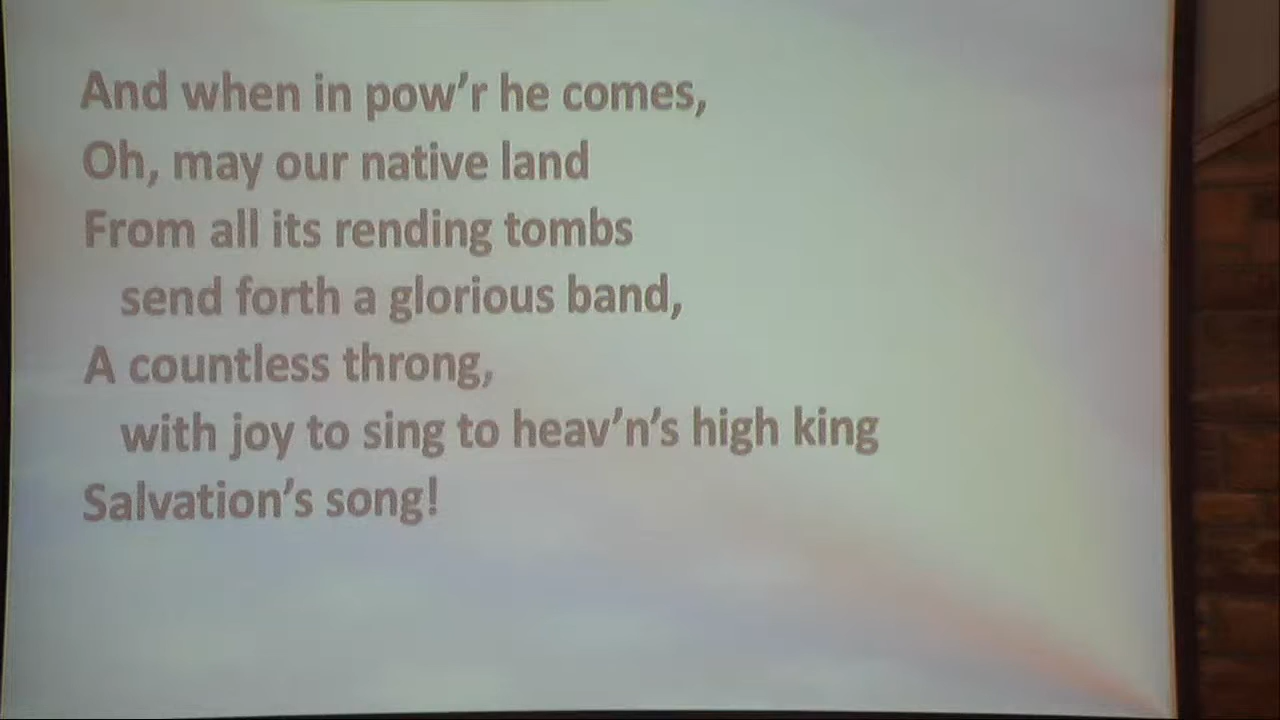 And when in pow’r he comes,
Oh, may our native land
From all its rending tombs
send forth a glorious band,
A countless throng,
with joy to sing to heav’n’s high king
Salvation’s song!